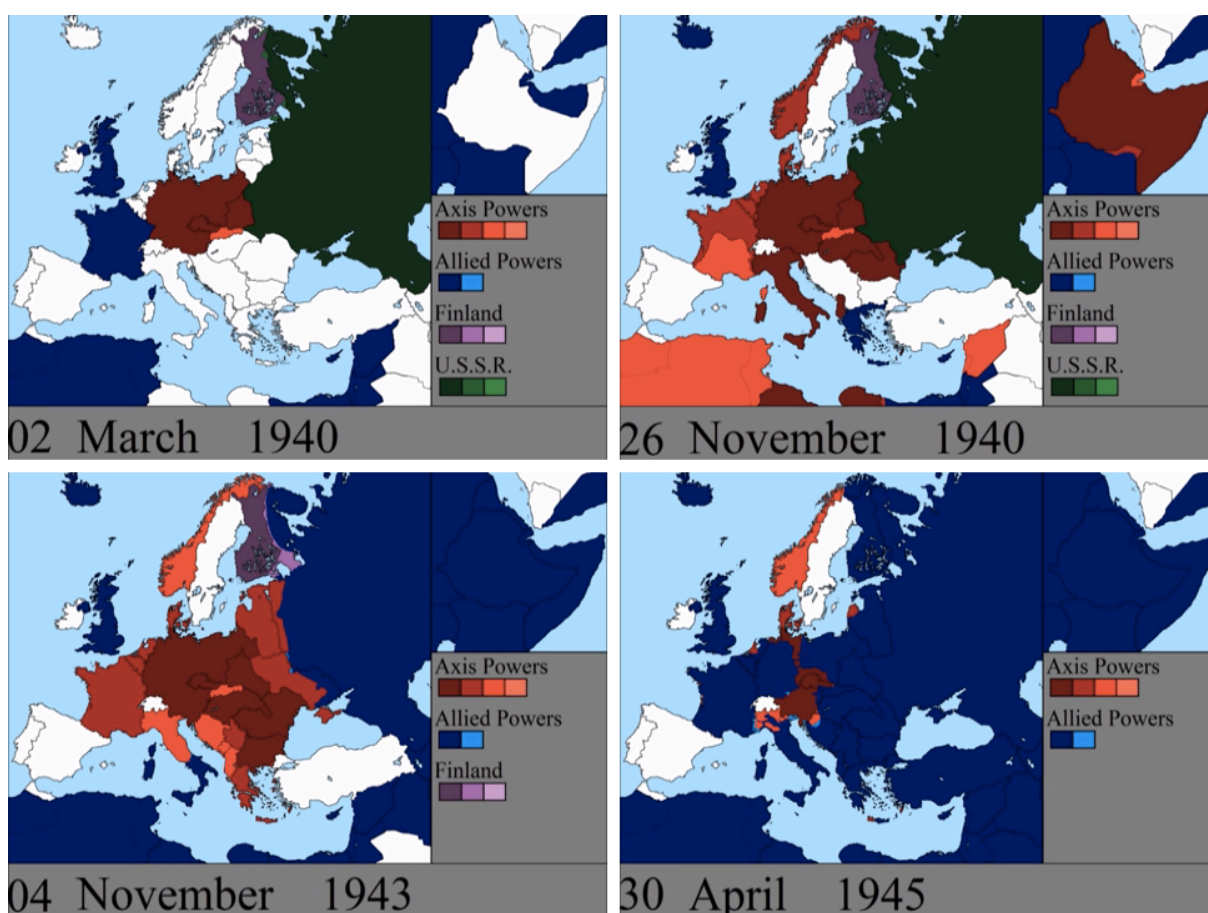 Axis Powers
Allied Powers
Finland
U.S.S.R.
02 March 1940
Axis Powers
Allied Powers
Finland
U.S.S.R.
26 November 1940
Axis Powers
Allied Powers
Finland
04 November 1943
Axis Powers
Allied Powers
30 April 1945